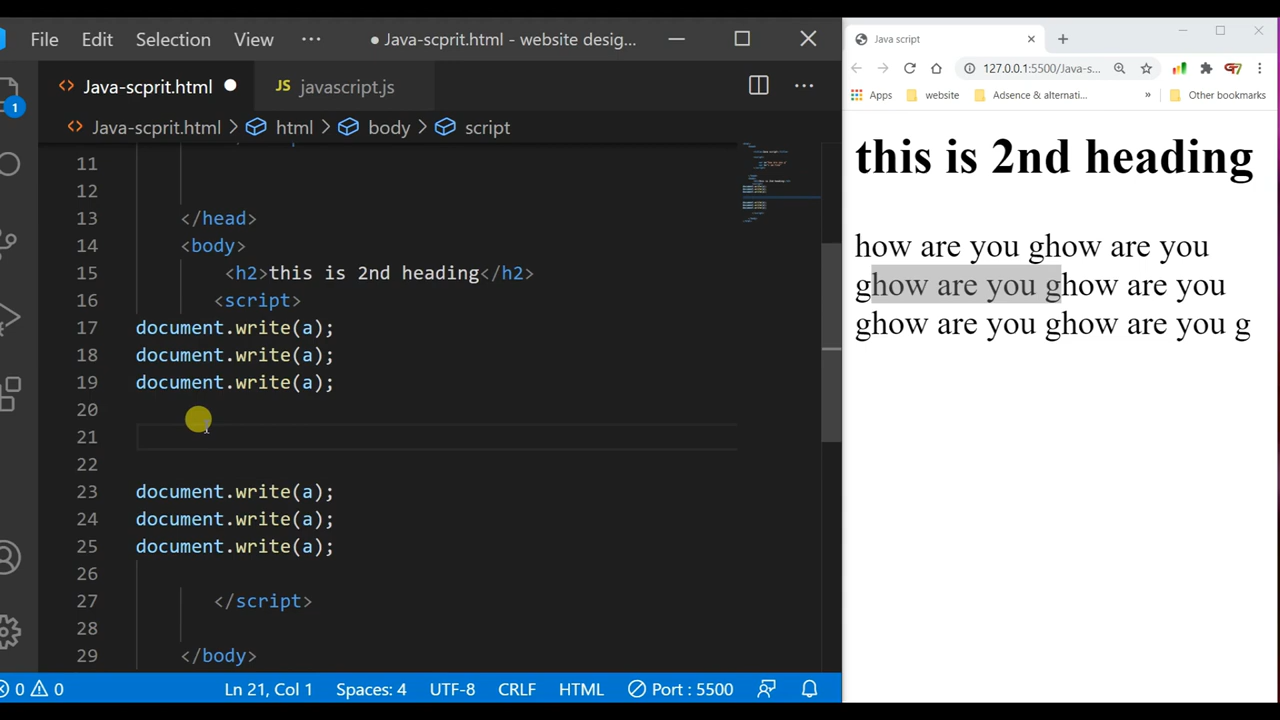 File Edit Selection View ··· ● Java-scprit.html - website desig...
Java-scprit.html ● JS javascript.js ···
Java-scprit.html > html > body > script
1
11
12
13 </head>
14 <body>
15 <h2>this is 2nd heading</h2>
16 <script>
17 document.write(a);
18 document.write(a);
19 document.write(a);
20
21
22
23 document.write(a);
24 document.write(a);
25 document.write(a);
26
27 </script>
28
29 </body>
0 0 Ln 21, Col 1 Spaces: 4 UTF-8 CRLF HTML Port : 5500
Java script
127.0.0.1:5500/Java-s...
Apps website Adsence & alternati... » Other bookmarks
this is 2nd heading
how are you ghow are you
ghow are you ghow are you
ghow are you ghow are you g